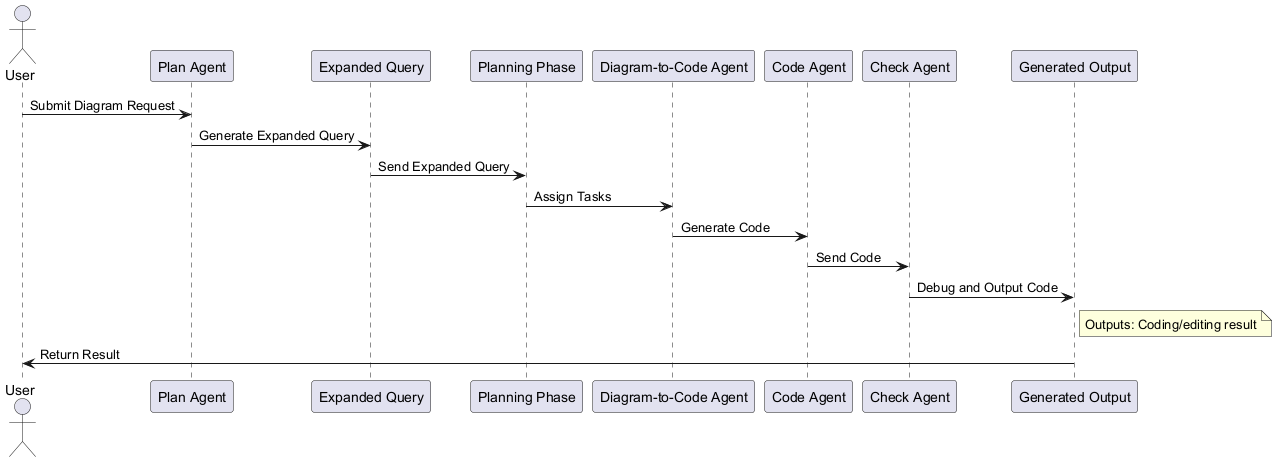 User
Plan Agent
Expanded Query
Planning Phase
Diagram-to-Code Agent
Code Agent
Check Agent
Generated Output
Submit Diagram Request
Generate Expanded Query
Send Expanded Query
Assign Tasks
Generate Code
Send Code
Debug and Output Code
Outputs: Coding/editing result
Return Result
User
Plan Agent
Expanded Query
Planning Phase
Diagram-to-Code Agent
Code Agent
Check Agent
Generated Output